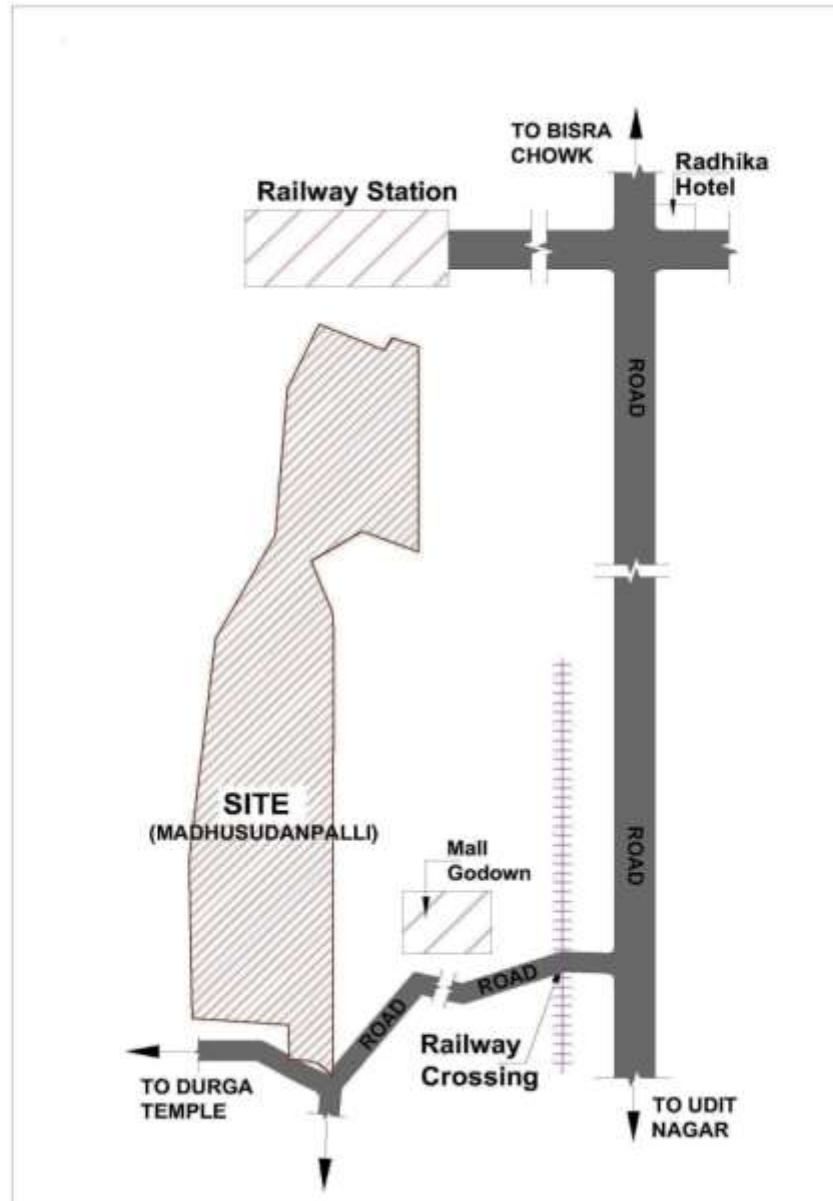 TO BISRA
CHOWK
Radhika
Hotel
Railway Station
ROAD
SITE
(MADHUSUDANPALLI)
Mall
Godown
ROAD
ROAD
ROAD
Railway
Crossing
TO DURGA
TEMPLE
TO UDIT
NAGAR